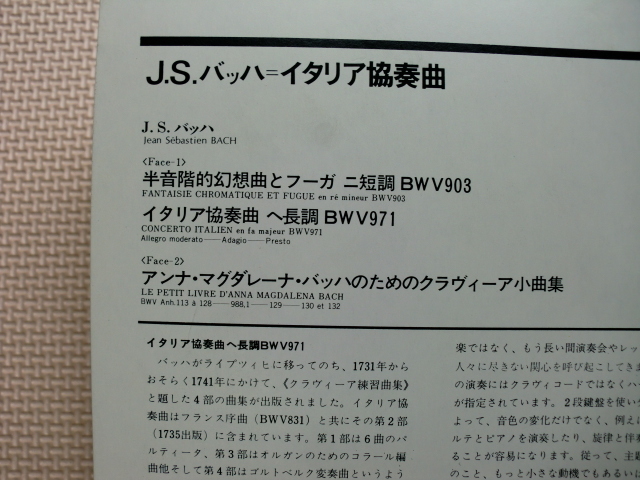 J.S.バッハ=イタリア協奏曲
J.S.バッハ
Jean Sébastien BACH
〈Face-1〉
半音階的幻想曲とフーガ ニ短調 BWV903
FANTAISIE CHROMATIQUE ET FUGUE en ré mineur BWV903
イタリア協奏曲 ヘ長調 BWV971
CONCERTO ITALIEN en fa majeur BWV971
Allegro moderato――Adagio――Presto
〈Face-2〉
アンナ・マグダレーナ・バッハのためのクラヴィーア小曲集
LE PETIT LIVRE D'ANNA MAGDALENA BACH
BWV Anh.113 à 128――988,1――129――130 et 132
イタリア協奏曲ヘ長調BWV971
バッハがライプツィヒに移ってのち、1731年から
おそらく1741年にかけて、《クラヴィーア練習曲集》
と題した4部の曲集が出版されました。イタリア協
奏曲はフランス序曲(BWV831)と共にその第2部
(1735出版)に含まれています。第1部は6曲のパ
ルティータ、第3部はオルガンのためのコラール編
曲他そして第4部はゴルトベルク変奏曲というよう
楽ではなく、もう長い間演奏会やレッ
人々に尽きない関心を呼び起こしてき
の演奏にはクラヴィコードではなくハ
が指定されています。2段鍵盤を使い
よって、音色の変化だけでなく、例え
ルテとピアノを演奏したり、旋律と伴
ることが容易になります。従って、主題
のこと、もっと小さな動機でもあるいは